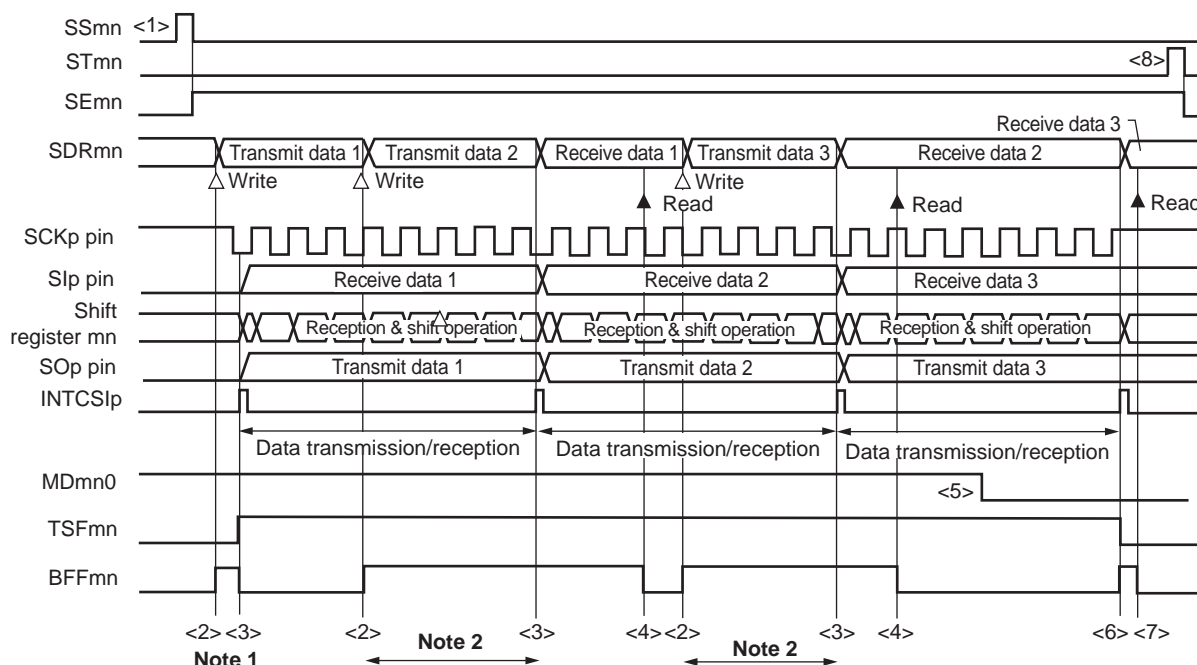 SSmn <1>
STmn <8>
SEmn
Receive data 3
SDRmn Transmit data 1 Transmit data 2 Receive data 1 Transmit data 3 Receive data 2
Write Write Write
Read Read Read
SCKp pin
SIp pin Receive data 1 Receive data 2 Receive data 3
Shift
register mn Reception & shift operation Reception & shift operation Reception & shift operation
SOp pin Transmit data 1 Transmit data 2 Transmit data 3
INTCSIp
Data transmission/reception Data transmission/reception Data transmission/reception
MDmn0 <5>
TSFmn
BFFmn
<2> <3> <2> <3> <4> <2> <3> <4> <6> <7>
Note 1 Note 2 Note 2